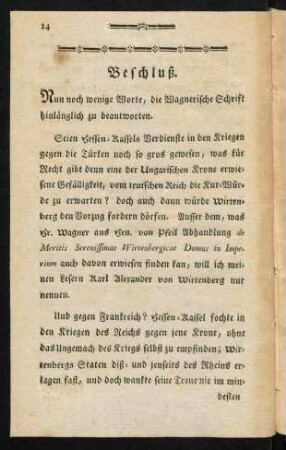 14
Beschluß.
Nun noch wenige Worte, die Wagnerische Schrift
hinlänglich zu beantworten.
Seien Hessen-Kassels Verdienste in den Kriegen
gegen die Türken noch so gros gewesen, was für
Recht gibt denn eine der Ungarischen Krone erwie-
sene Gefälligkeit, vom teutschen Reich die Kur-Wür-
de zu erwarten? doch auch dann würde Wirten-
berg den Vorzug fordern dörfen. Ausser dem, was
Hr. Wagner aus Hrn. von Pfeil Abhandlung de
Meritis Serenissimae Wirtenbergicae Domus in Impe-
rium auch davon erwiesen finden kan, will ich mei-
nen Lesern Karl Alexander von Wirtenberg nur
nennen.
Und gegen Frankreich? Hessen-Kassel fochte in
den Kriegen des Reichs gegen jene Krone, ohne
das Ungemach des Kriegs selbst zu empfinden; Wir-
tenbergs Staten diß- und jenseits des Rheins er-
lagen fast, und doch wankte seine Treue nie im min-
desten